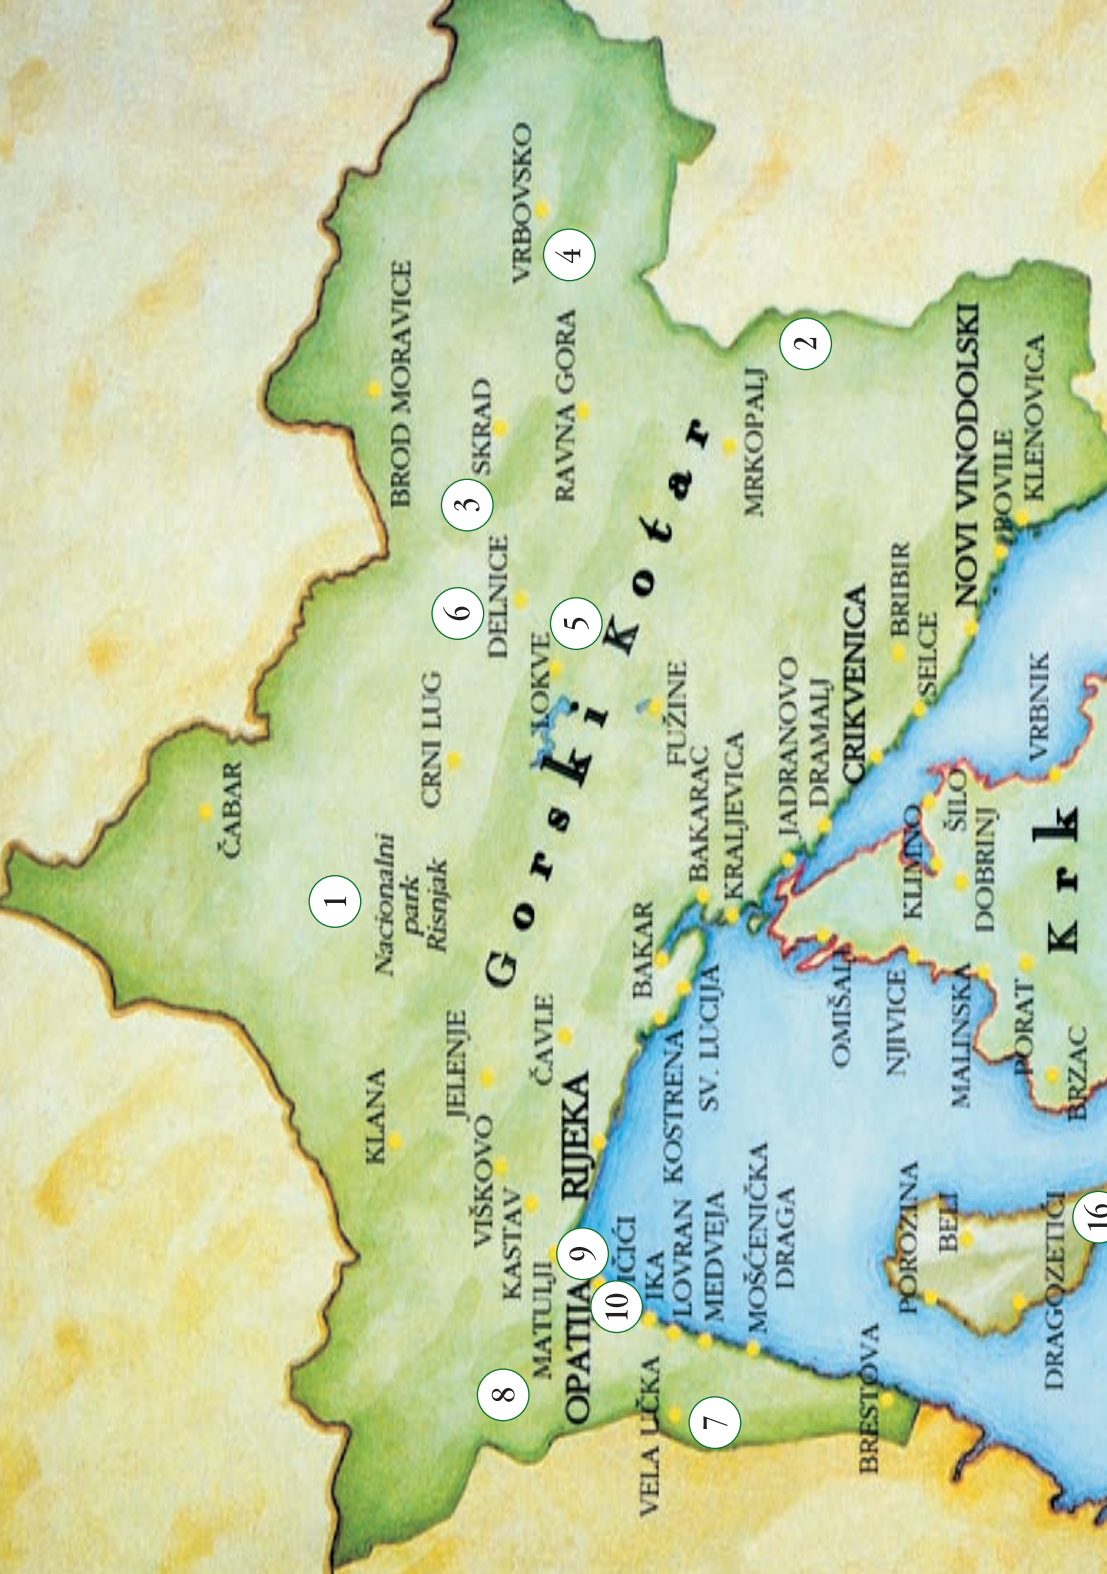 ČABAR
1
KLANA
Nacionalni
park
Risnjak
BROD MORAVICE
CRNI LUG
JELENJE
6
3
SKRAD
VIŠKOVO
DELNICE
8
KASTAV
VRBOVSKO
MATULJI
ČAVLE
LOKVE
RAVNA GORA
4
OPATIJA
9
RIJEKA
5
Gorski Kotar
10
IČIĆI
BAKAR
VELA UČKA
IKA
KOSTRENA
FUŽINE
LOVRAN
BAKARAC
SV. LUCIJA
MEDVEJA
7
KRALJEVICA
MRKOPALJ
MOŠĆENIČKA
DRAGA
JADRANOVO
2
DRAMALJ
OMIŠALJ
CRIKVENICA
BRESTOVA
NJIVICE
BRIBIR
POROZINA
KLIMNO
SELCE
BELI
MALINSKA
ŠILO
NOVI VINODOLSKI
DOBRINJ
POVILE
PORAT
KLENOVICA
VRBNIK
DRAGOZETIĆI
Krk
BRZAC
16